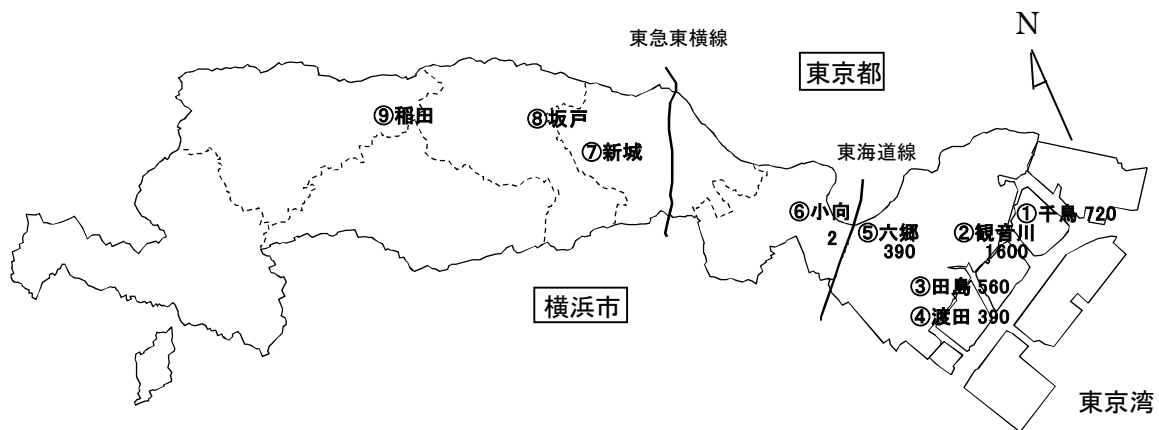 N
東急東横線
東京都
⑨稲田
⑧坂戸
⑦新城
東海道線
⑥小向
2
⑤六郷
390
①千鳥 720
②観音川
1600
③田島 560
④渡田 390
横浜市
東京湾